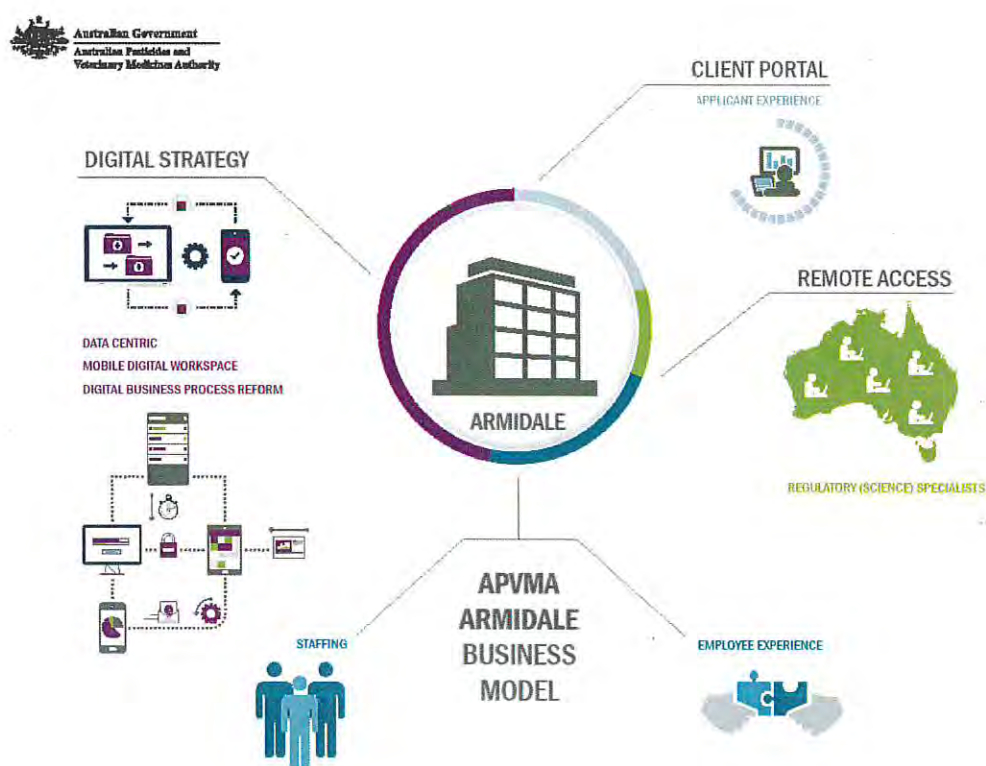 Australian Government
Australian Pesticides and
Veterinary Medicines Authority
CLIENT PORTAL
APPLICANT EXPERIENCE
DIGITAL STRATEGY
DATA CENTRIC
MOBILE DIGITAL WORKSPACE
DIGITAL BUSINESS PROCESS REFORM
ARMIDALE
REMOTE ACCESS
REGULATORY (SCIENCE) SPECIALISTS
APVMA
ARMIDALE
BUSINESS
MODEL
STAFFING
EMPLOYEE EXPERIENCE